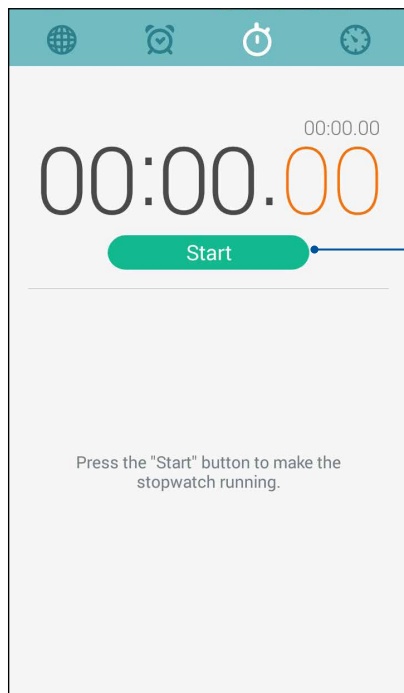 00:00.00
00:00.00
Start
Press the "Start" button to make the
stopwatch running.